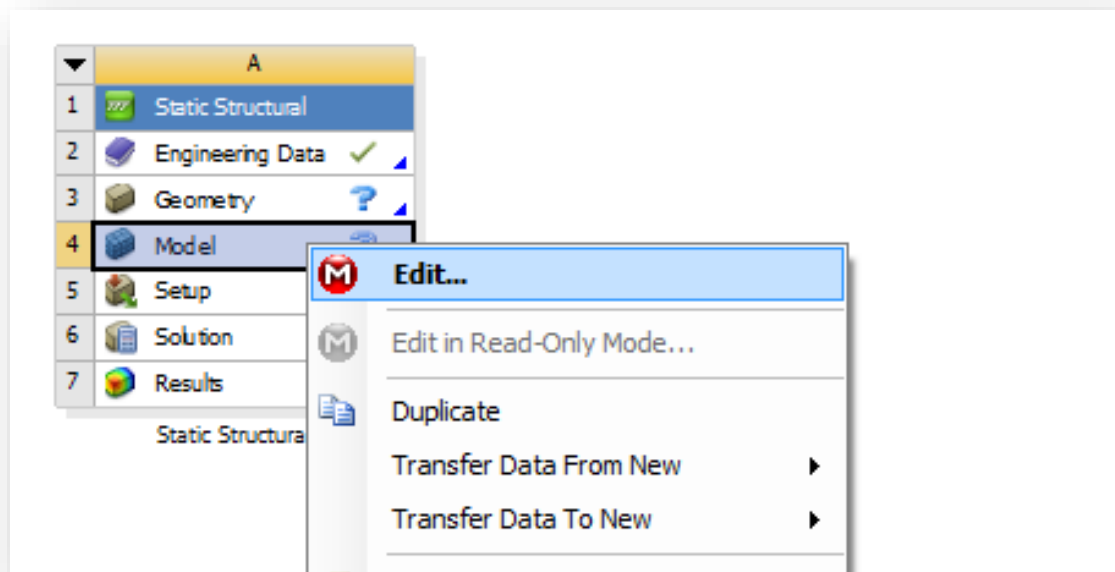 A
1 Static Structural
2 Engineering Data
3 Geometry
4 Model
5 Setup
6 Solution
7 Results
Static Structura
Edit...
Edit in Read-Only Mode...
Duplicate
Transfer Data From New
Transfer Data To New